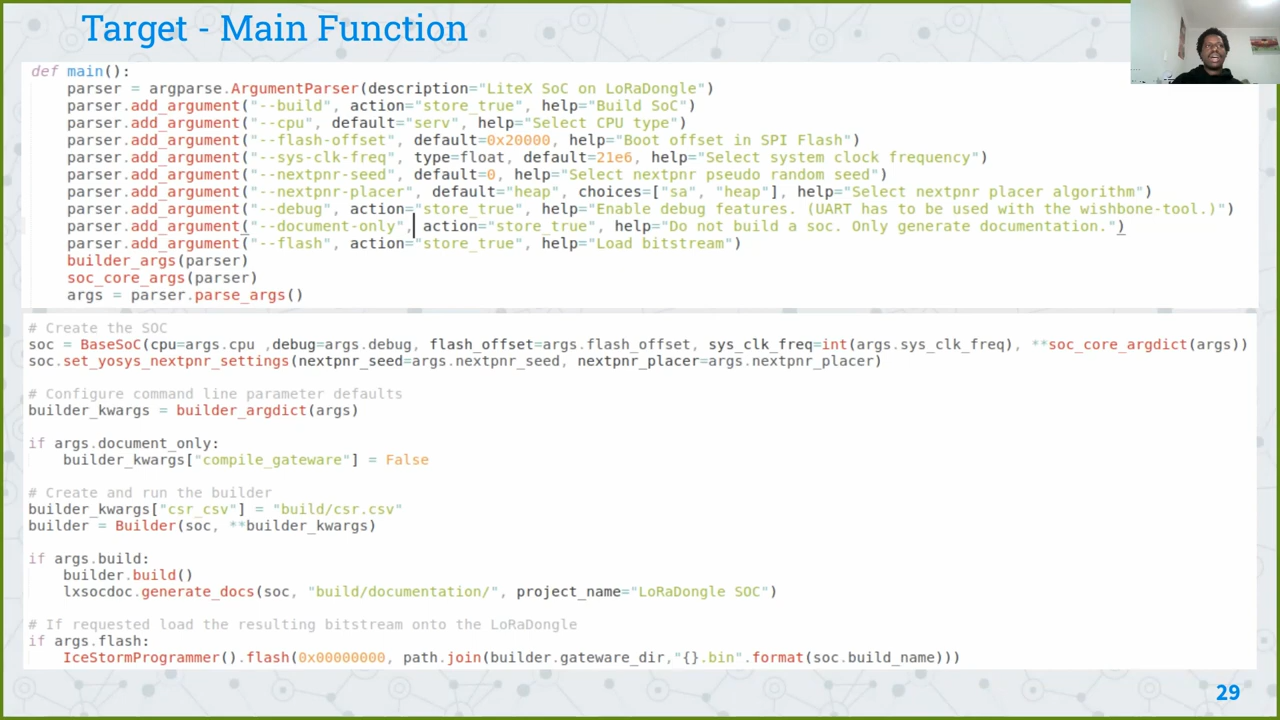 Target - Main Function
def main():
parser = argparse.ArgumentParser(description="LiteX SoC on LoRaDongle")
parser.add_argument("--build", action="store_true", help="Build SoC")
parser.add_argument("--cpu", default="serv", help="Select CPU type")
parser.add_argument("--flash-offset", default=0x20000, help="Boot offset in SPI Flash")
parser.add_argument("--sys-clk-freq", type=float, default=21e6, help="Select system clock frequency")
parser.add_argument("--nextpnr-seed", default=0, help="Select nextpnr pseudo random seed")
parser.add_argument("--nextpnr-placer", default="heap", choices=["sa", "heap"], help="Select nextpnr placer algorithm")
parser.add_argument("--debug", action="store_true", help="Enable debug features. (UART has to be used with the wishbone-tool.)")
parser.add_argument("--document-only", action="store_true", help="Do not build a soc. Only generate documentation.")
parser.add_argument("--flash", action="store_true", help="Load bitstream")
builder_args(parser)
soc_core_args(parser)
args = parser.parse_args()
# Create the SOC
soc = BaseSoC(cpu=args.cpu ,debug=args.debug, flash_offset=args.flash_offset, sys_clk_freq=int(args.sys_clk_freq), **soc_core_argdict(args))
soc.set_yosys_nextpnr_settings(nextpnr_seed=args.nextpnr_seed, nextpnr_placer=args.nextpnr_placer)
# Configure command line parameter defaults
builder_kwargs = builder_argdict(args)
if args.document_only:
builder_kwargs["compile_gateware"] = False
# Create and run the builder
builder_kwargs["csr_csv"] = "build/csr.csv"
builder = Builder(soc, **builder_kwargs)
if args.build:
builder.build()
lxsocdoc.generate_docs(soc, "build/documentation/", project_name="LoRaDongle SOC")
# If requested load the resulting bitstream onto the LoRaDongle
if args.flash:
IceStormProgrammer().flash(0x00000000, path.join(builder.gateware_dir,"{}.bin".format(soc.build_name)))
29